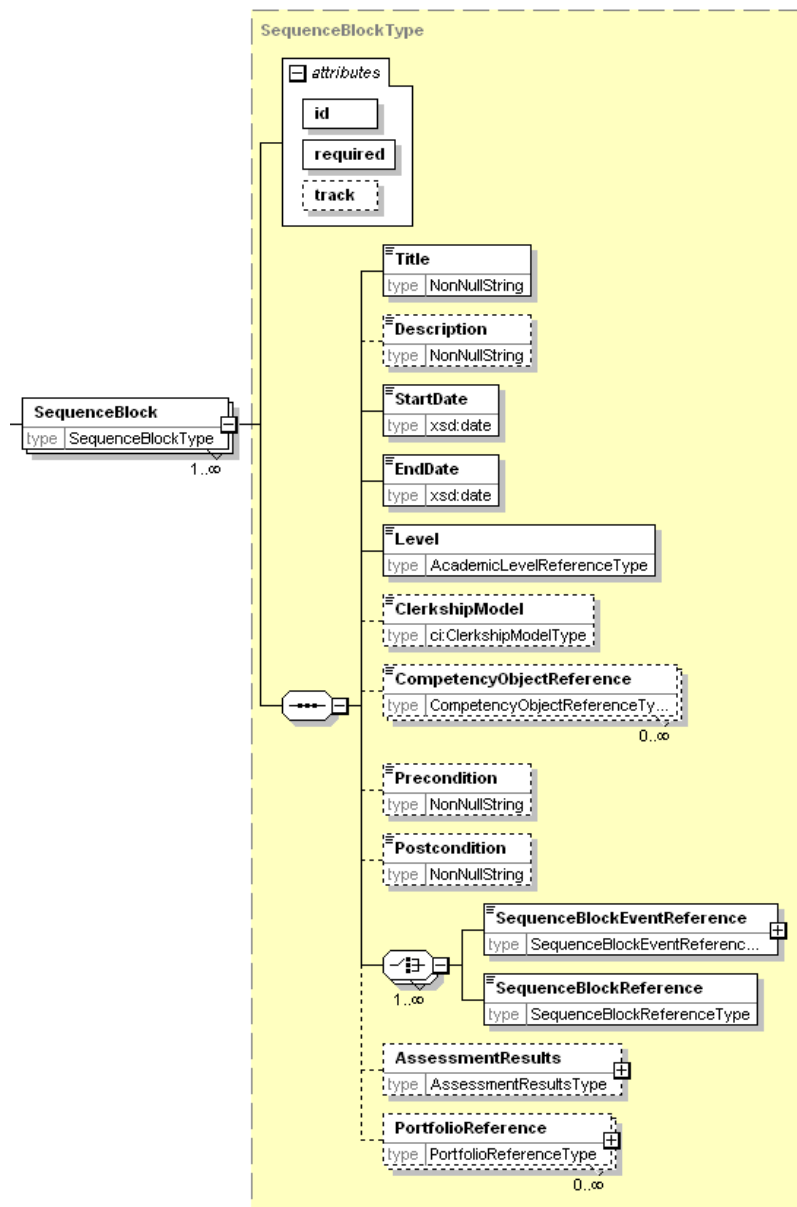 SequenceBlockType
attributes
id
required
track
Title
type NonNullString
Description
type NonNullString
StartDate
type xsd:date
EndDate
type xsd:date
Level
type AcademicLevelReferenceType
SequenceBlock
type SequenceBlockType
1..∞
ClerkshipModel
type ci:ClerkshipModelType
CompetencyObjectReference
type CompetencyObjectReferenceTy...
0..∞
Precondition
type NonNullString
Postcondition
type NonNullString
SequenceBlockEventReference
type SequenceBlockEventReferenc...
1..∞
SequenceBlockReference
type SequenceBlockReferenceType
AssessmentResults
type AssessmentResultsType
PortfolioReference
type PortfolioReferenceType
0..∞